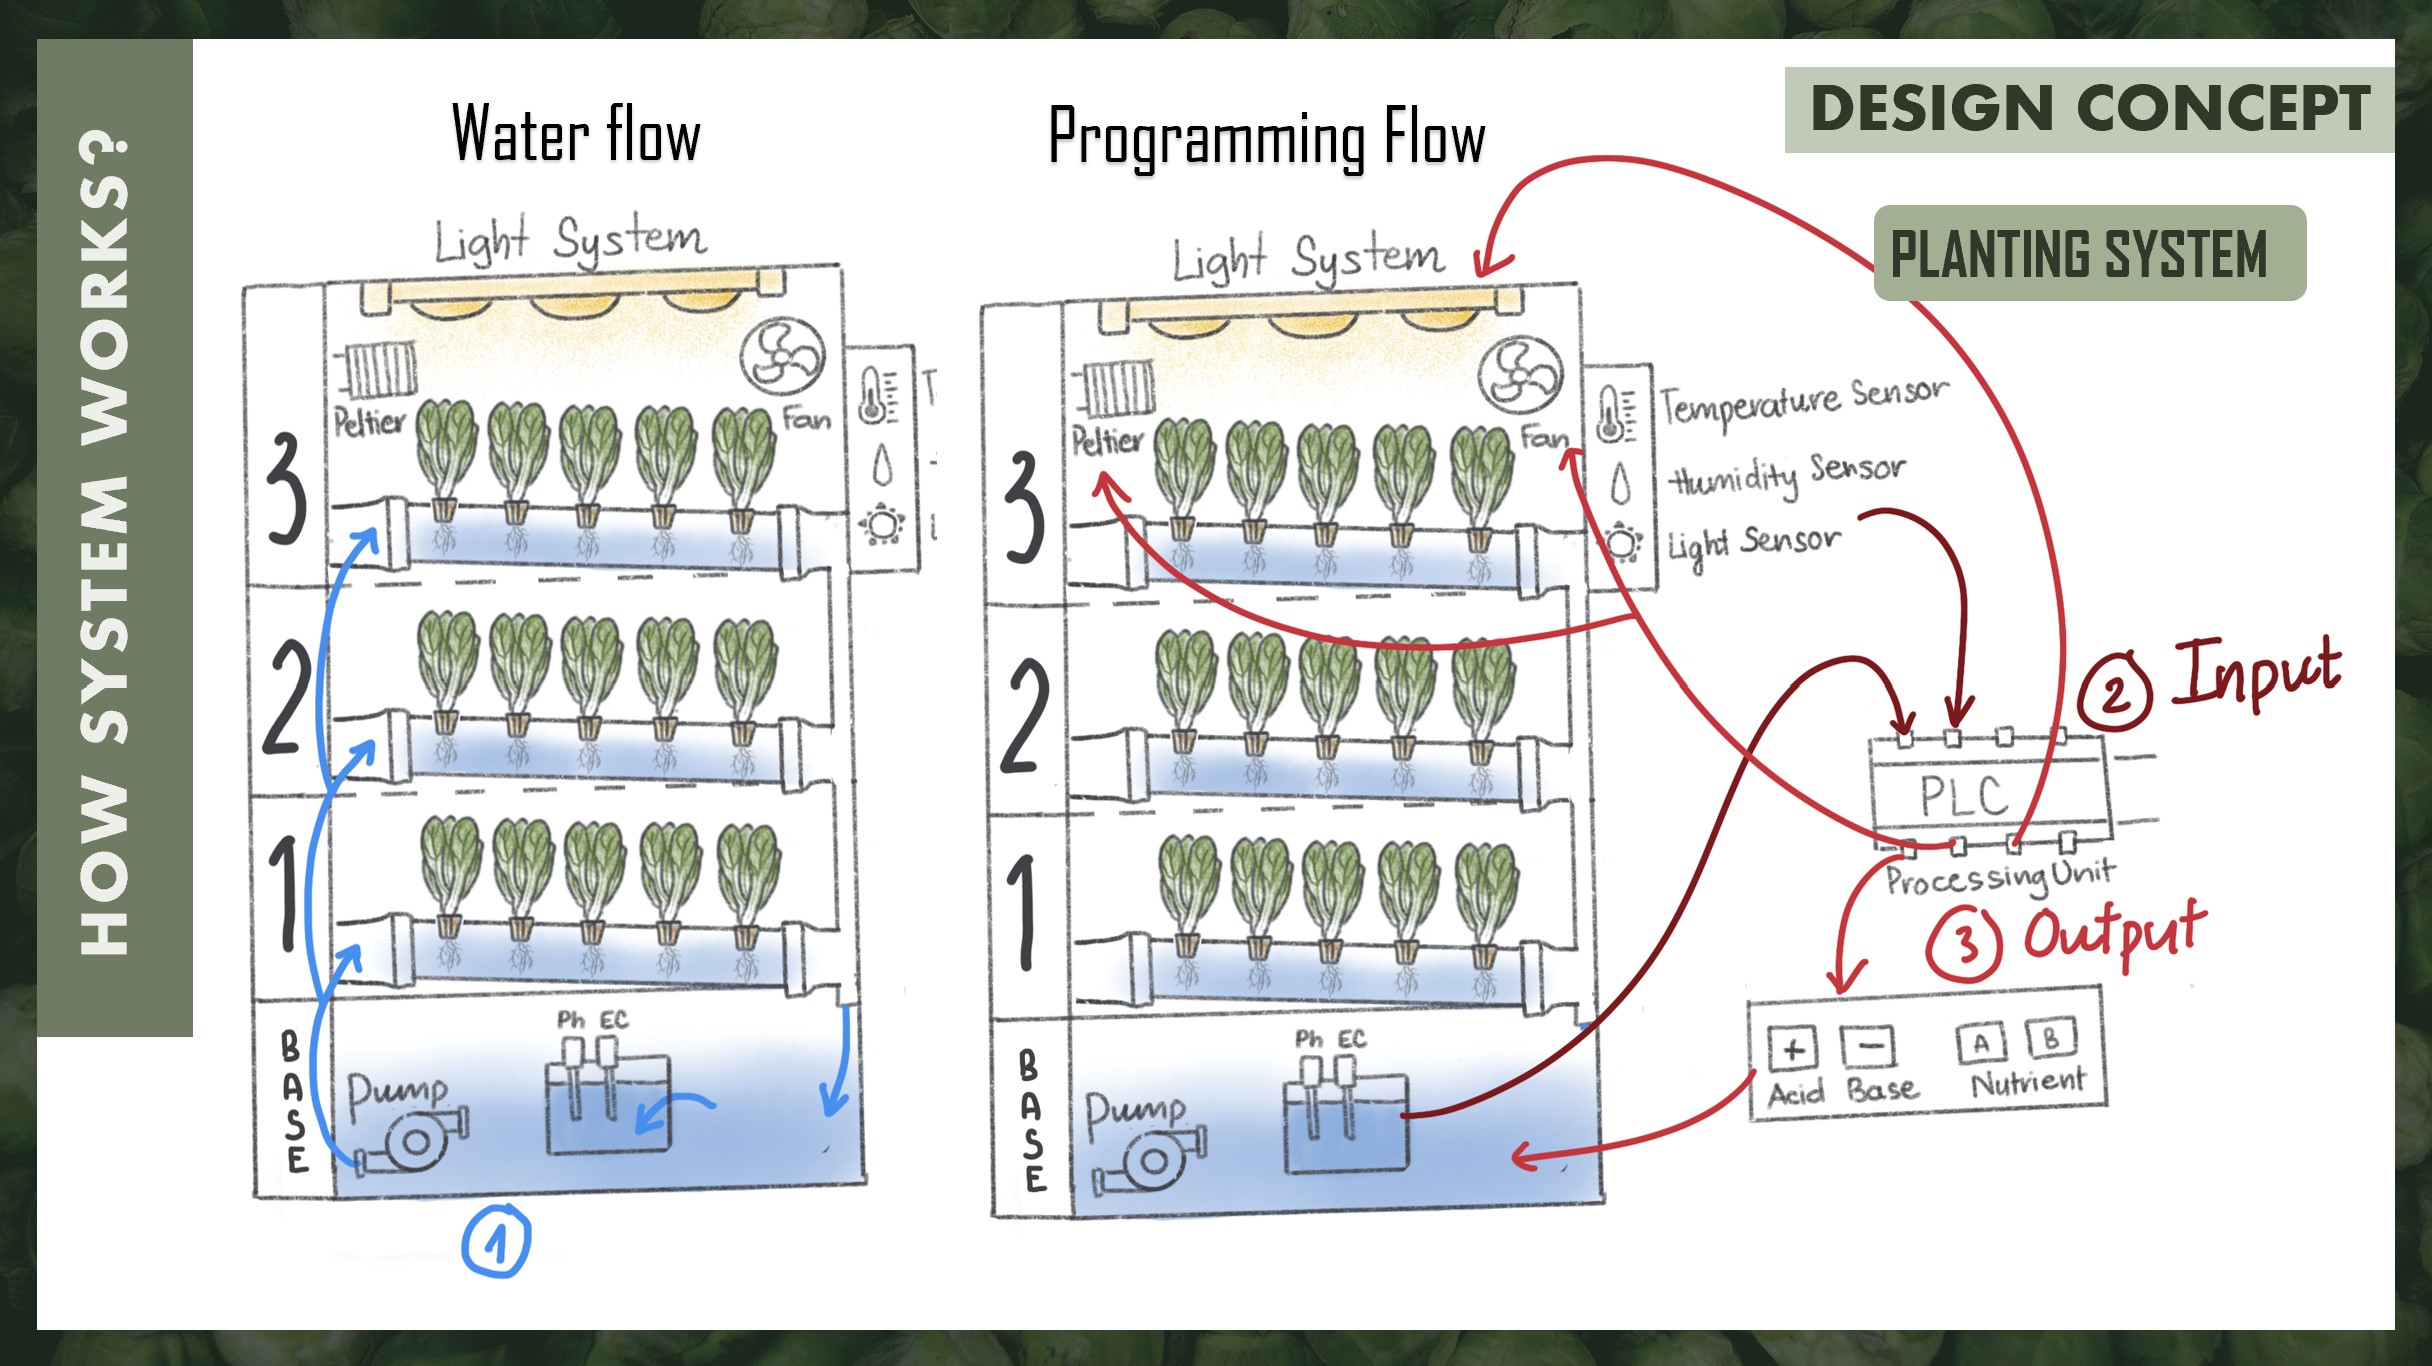 HOW SYSTEM WORKS?
DESIGN CONCEPT
PLANTING SYSTEM
Water flow
Light System
Peltier
Fan
3
2
1
BASE
Ph EC
Pump
1
Programming Flow
Light System
Peltier
Fan
Temperature Sensor
Humidity Sensor
Light Sensor
3
2
1
BASE
Ph EC
Pump
2 Input
PLC
Processing Unit
3 Output
+ - A B
Acid Base Nutrient